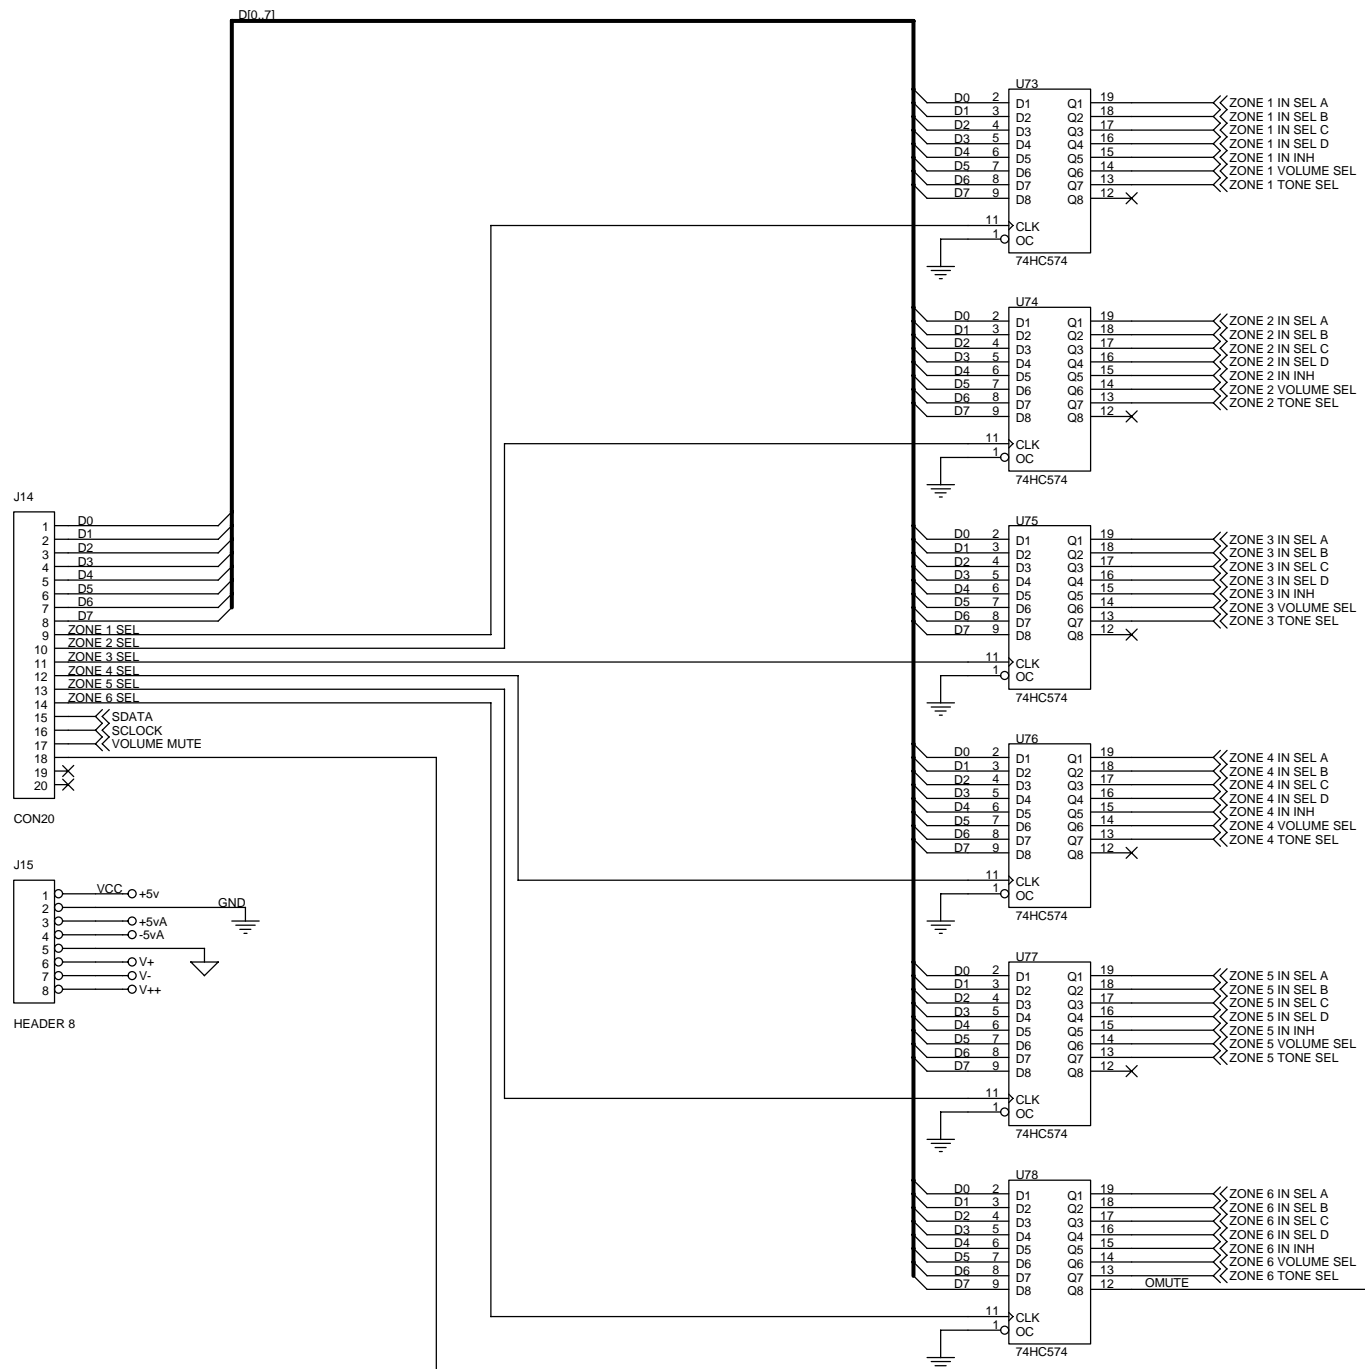 D[0..7]
U73
D0 2 D1 Q1 19 ZONE 1 IN SEL A
D1 3 D2 Q2 18 ZONE 1 IN SEL B
D2 4 D3 Q3 17 ZONE 1 IN SEL C
D3 5 D4 Q4 16 ZONE 1 IN SEL D
D4 6 D5 Q5 15 ZONE 1 IN INH
D5 7 D6 Q6 14 ZONE 1 VOLUME SEL
D6 8 D7 Q7 13 ZONE 1 TONE SEL
D7 9 D8 Q8 12
11 CLK
1 OC
74HC574
U74
D0 2 D1 Q1 19 ZONE 2 IN SEL A
D1 3 D2 Q2 18 ZONE 2 IN SEL B
D2 4 D3 Q3 17 ZONE 2 IN SEL C
D3 5 D4 Q4 16 ZONE 2 IN SEL D
D4 6 D5 Q5 15 ZONE 2 IN INH
D5 7 D6 Q6 14 ZONE 2 VOLUME SEL
D6 8 D7 Q7 13 ZONE 2 TONE SEL
D7 9 D8 Q8 12
11 CLK
1 OC
74HC574
J14
1 D0
2 D1
3 D2
4 D3
5 D4
6 D5
7 D6
8 D7
9 ZONE 1 SEL
10 ZONE 2 SEL
11 ZONE 3 SEL
12 ZONE 4 SEL
13 ZONE 5 SEL
14 ZONE 6 SEL
15 SDATA
16 SCLOCK
17 VOLUME MUTE
18
19
20
CON20
U75
D0 2 D1 Q1 19 ZONE 3 IN SEL A
D1 3 D2 Q2 18 ZONE 3 IN SEL B
D2 4 D3 Q3 17 ZONE 3 IN SEL C
D3 5 D4 Q4 16 ZONE 3 IN SEL D
D4 6 D5 Q5 15 ZONE 3 IN INH
D5 7 D6 Q6 14 ZONE 3 VOLUME SEL
D6 8 D7 Q7 13 ZONE 3 TONE SEL
D7 9 D8 Q8 12
11 CLK
1 OC
74HC574
U76
D0 2 D1 Q1 19 ZONE 4 IN SEL A
D1 3 D2 Q2 18 ZONE 4 IN SEL B
D2 4 D3 Q3 17 ZONE 4 IN SEL C
D3 5 D4 Q4 16 ZONE 4 IN SEL D
D4 6 D5 Q5 15 ZONE 4 IN INH
D5 7 D6 Q6 14 ZONE 4 VOLUME SEL
D6 8 D7 Q7 13 ZONE 4 TONE SEL
D7 9 D8 Q8 12
11 CLK
1 OC
74HC574
J15
1 VCC +5v
2 GND
3 +5vA
4 -5vA
5
6 V+
7 V-
8 V++
HEADER 8
U77
D0 2 D1 Q1 19 ZONE 5 IN SEL A
D1 3 D2 Q2 18 ZONE 5 IN SEL B
D2 4 D3 Q3 17 ZONE 5 IN SEL C
D3 5 D4 Q4 16 ZONE 5 IN SEL D
D4 6 D5 Q5 15 ZONE 5 IN INH
D5 7 D6 Q6 14 ZONE 5 VOLUME SEL
D6 8 D7 Q7 13 ZONE 5 TONE SEL
D7 9 D8 Q8 12
11 CLK
1 OC
74HC574
U78
D0 2 D1 Q1 19 ZONE 6 IN SEL A
D1 3 D2 Q2 18 ZONE 6 IN SEL B
D2 4 D3 Q3 17 ZONE 6 IN SEL C
D3 5 D4 Q4 16 ZONE 6 IN SEL D
D4 6 D5 Q5 15 ZONE 6 IN INH
D5 7 D6 Q6 14 ZONE 6 VOLUME SEL
D6 8 D7 Q7 13 ZONE 6 TONE SEL
D7 9 D8 Q8 12 OMUTE
11 CLK
1 OC
74HC574